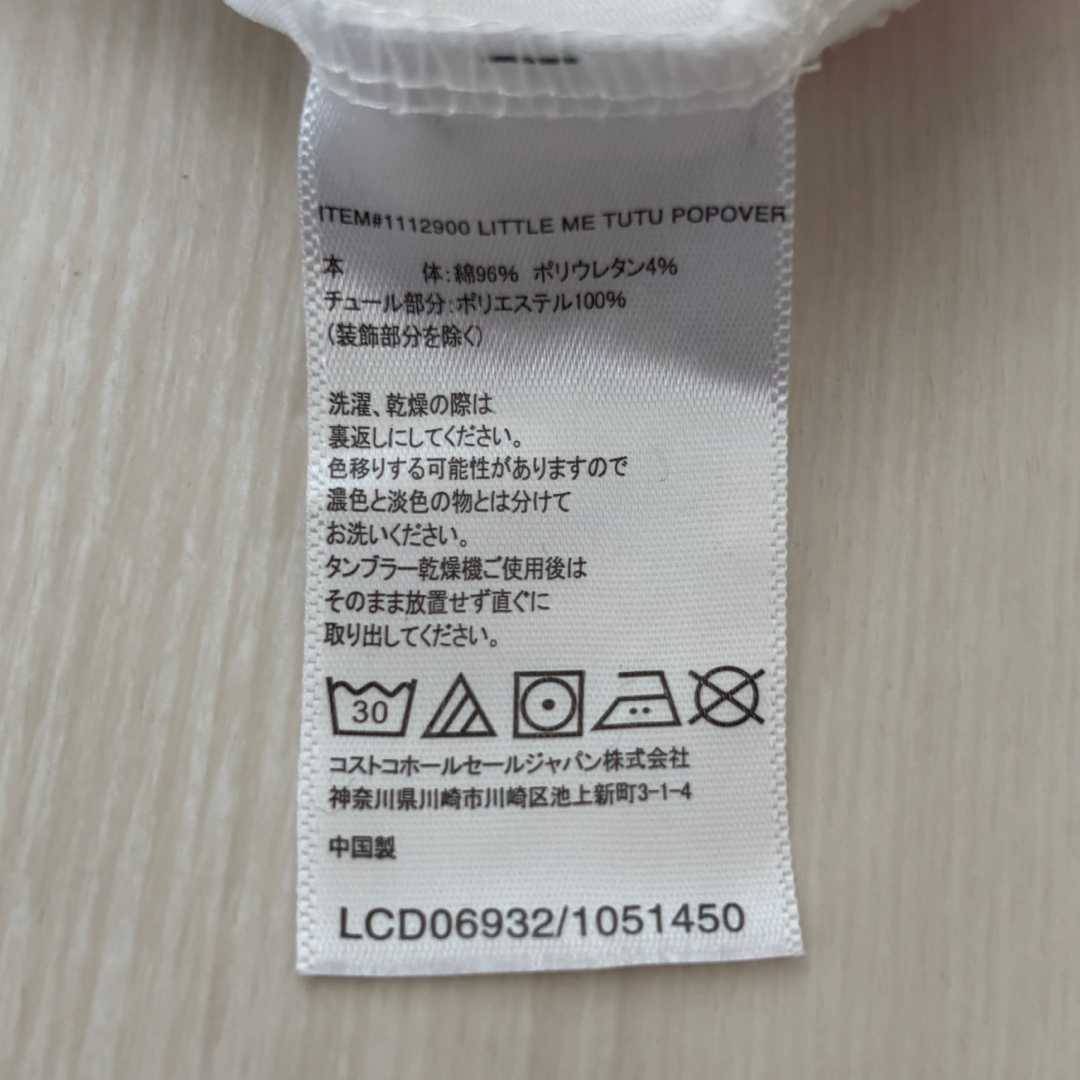 ITEM#1112900 LITTLE ME TUTU POPOVER
本 体:綿96% ポリウレタン4%
チュール部分:ポリエステル100%
(装飾部分を除く)
洗濯、乾燥の際は
裏返しにしてください。
色移りする可能性がありますので
濃色と淡色の物とは分けて
お洗いください。
タンブラー乾燥機ご使用後は
そのまま放置せず直ぐに
取り出してください。
30
コストコホールセールジャパン株式会社
神奈川県川崎市川崎区池上新町3-1-4
中国製
LCD06932/1051450